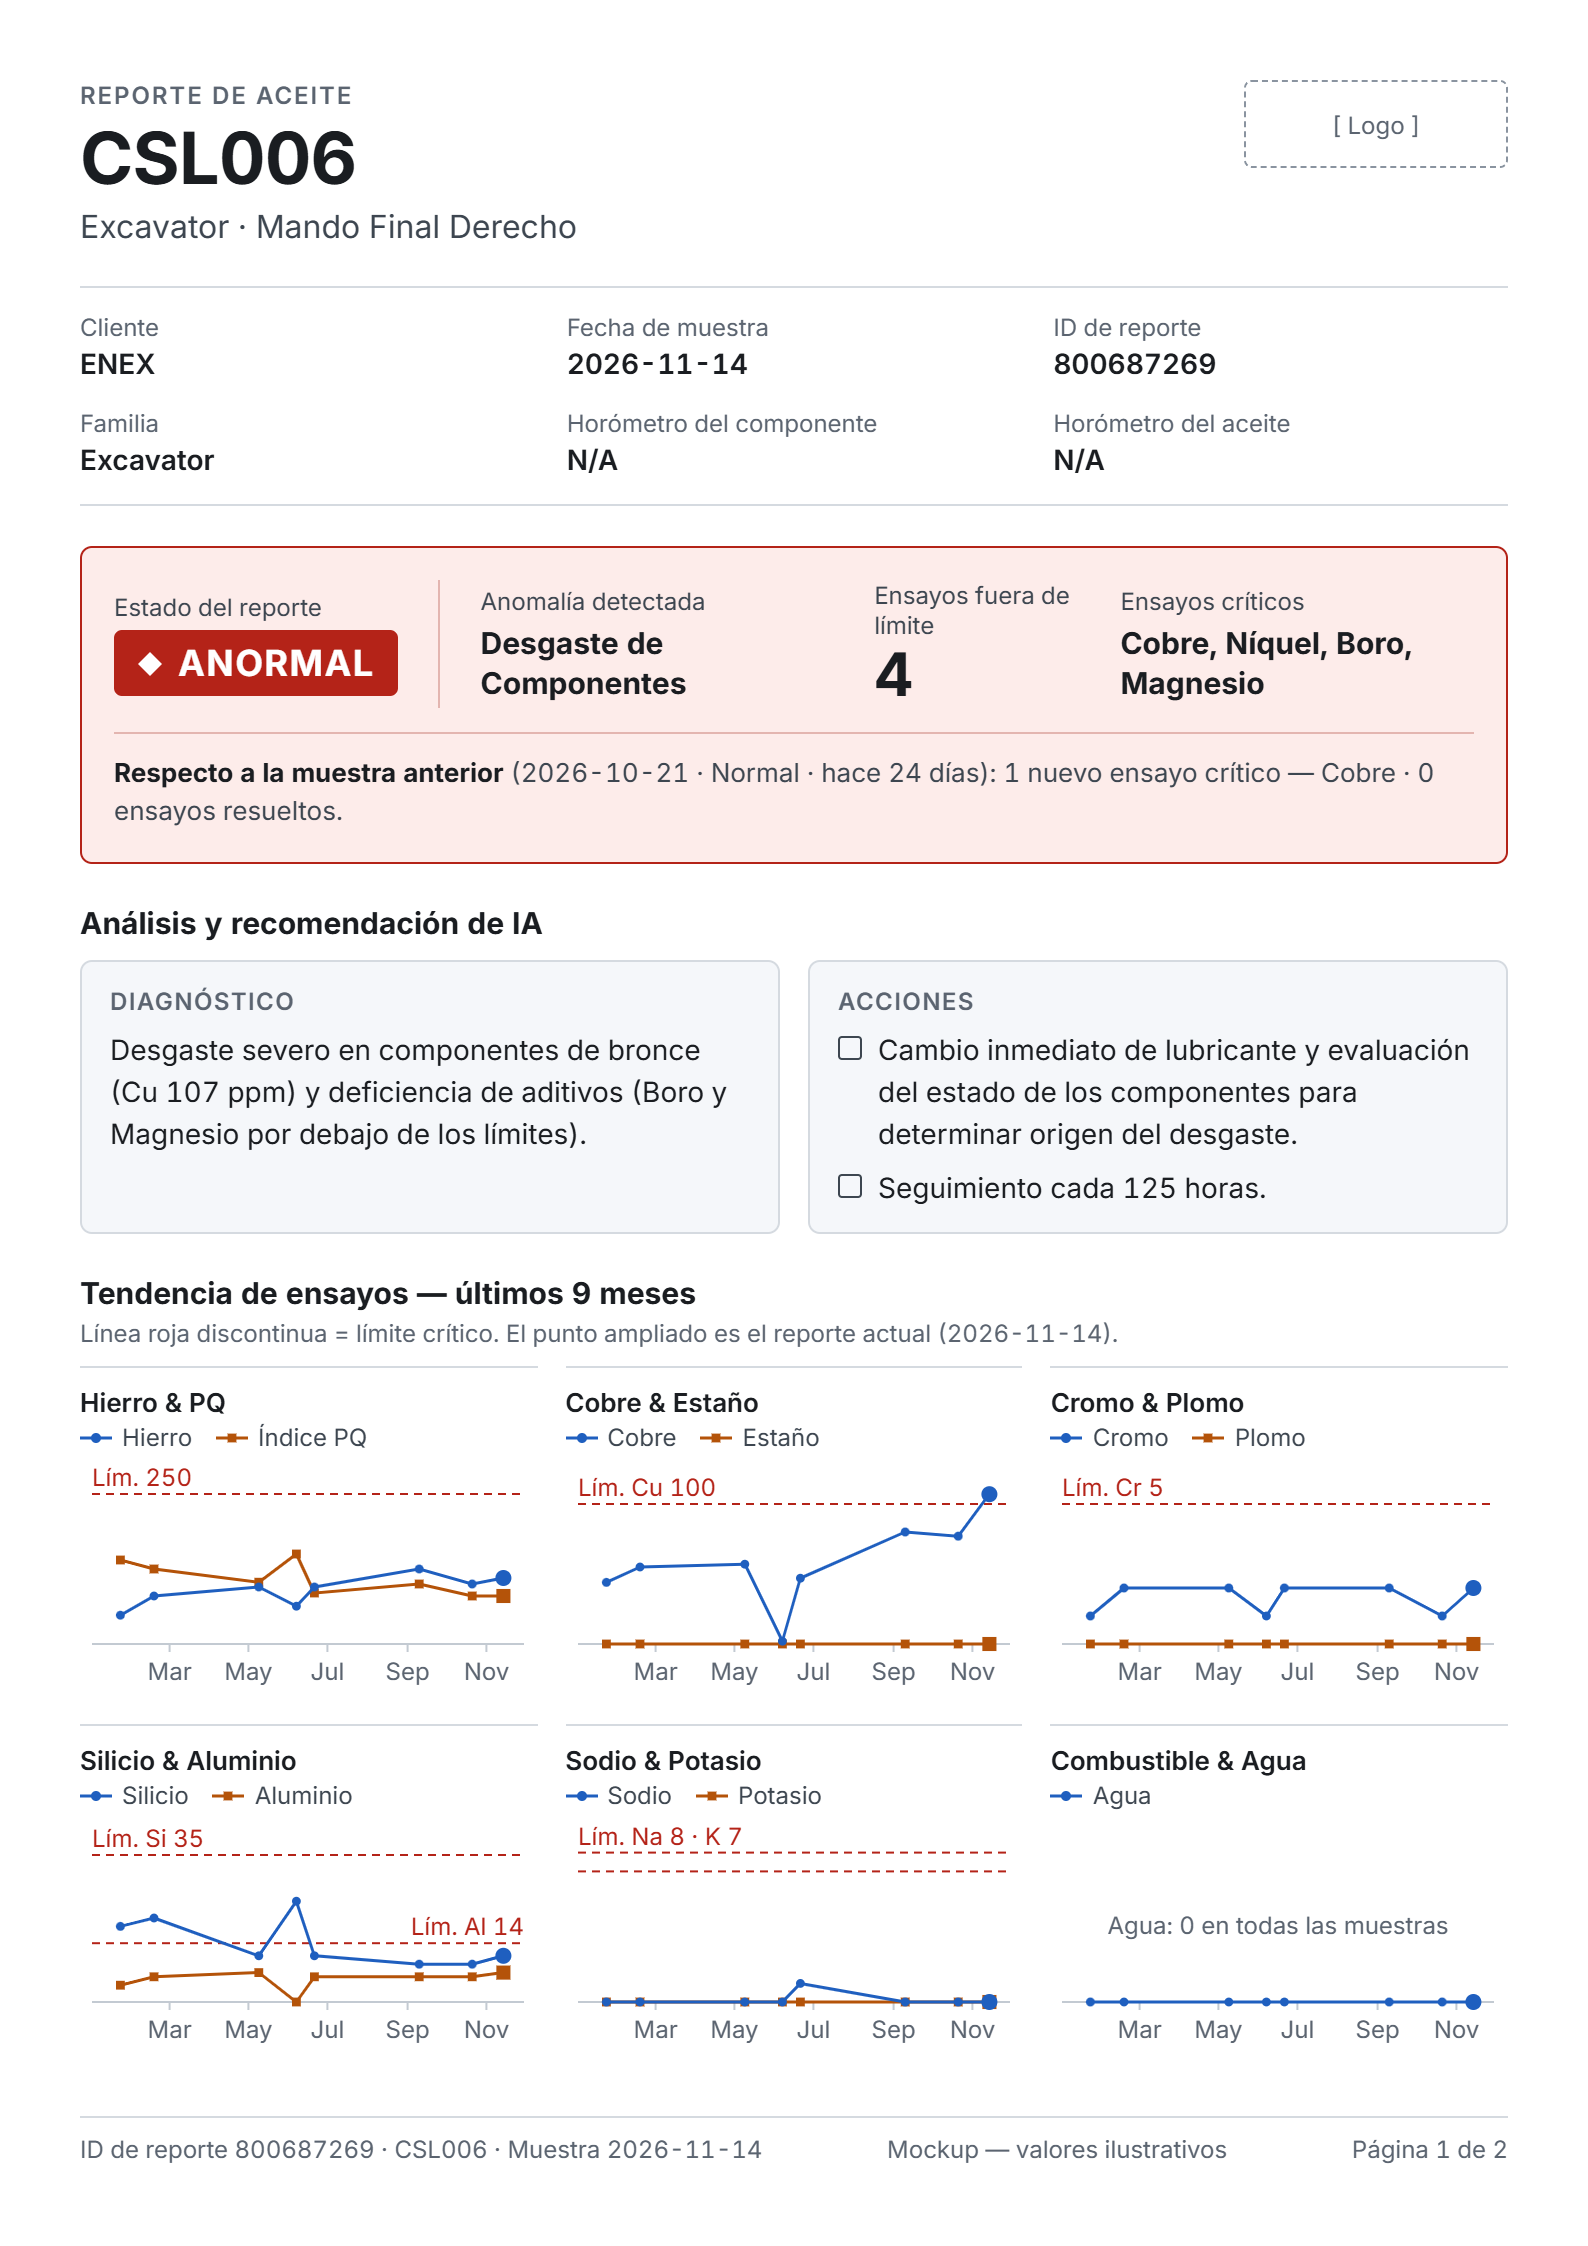 REPORTE DE ACEITE
CSL006
Excavator · Mando Final Derecho
[ Logo ]
Cliente
ENEX
Fecha de muestra
2026-11-14
ID de reporte
800687269
Familia
Excavator
Horómetro del componente
N/A
Horómetro del aceite
N/A
Estado del reporte
◆ ANORMAL
Anomalía detectada
Desgaste de
Componentes
Ensayos fuera de
límite
4
Ensayos críticos
Cobre, Níquel, Boro,
Magnesio
Respecto a la muestra anterior (2026-10-21 · Normal · hace 24 días): 1 nuevo ensayo crítico — Cobre · 0
ensayos resueltos.
Análisis y recomendación de IA
DIAGNÓSTICO
Desgaste severo en componentes de bronce
(Cu 107 ppm) y deficiencia de aditivos (Boro y
Magnesio por debajo de los límites).
ACCIONES
Cambio inmediato de lubricante y evaluación
del estado de los componentes para
determinar origen del desgaste.
Seguimiento cada 125 horas.
Tendencia de ensayos — últimos 9 meses
Línea roja discontinua = límite crítico. El punto ampliado es el reporte actual (2026-11-14).
Hierro & PQ
Hierro Índice PQ
Lím. 250
Mar May Jul Sep Nov
Cobre & Estaño
Cobre Estaño
Lím. Cu 100
Mar May Jul Sep Nov
Cromo & Plomo
Cromo Plomo
Lím. Cr 5
Mar May Jul Sep Nov
Silicio & Aluminio
Silicio Aluminio
Lím. Si 35
Lím. Al 14
Mar May Jul Sep Nov
Sodio & Potasio
Sodio Potasio
Lím. Na 8 · K 7
Mar May Jul Sep Nov
Combustible & Agua
Agua
Agua: 0 en todas las muestras
Mar May Jul Sep Nov
ID de reporte 800687269 · CSL006 · Muestra 2026-11-14
Mockup — valores ilustrativos
Página 1 de 2